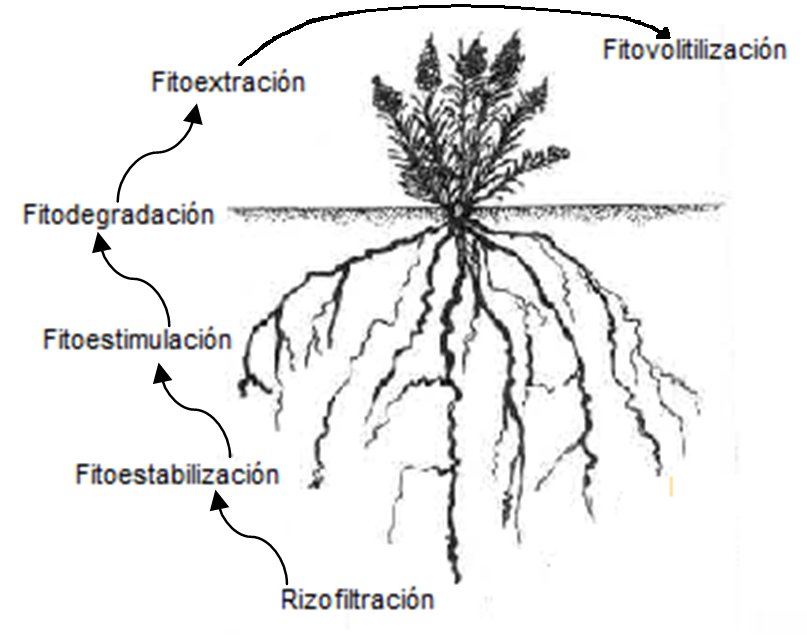 Fitovolitilización
Fitoextración
Fitodegradación
Fitoestimulación
Fitoestabilización
Rizofiltración